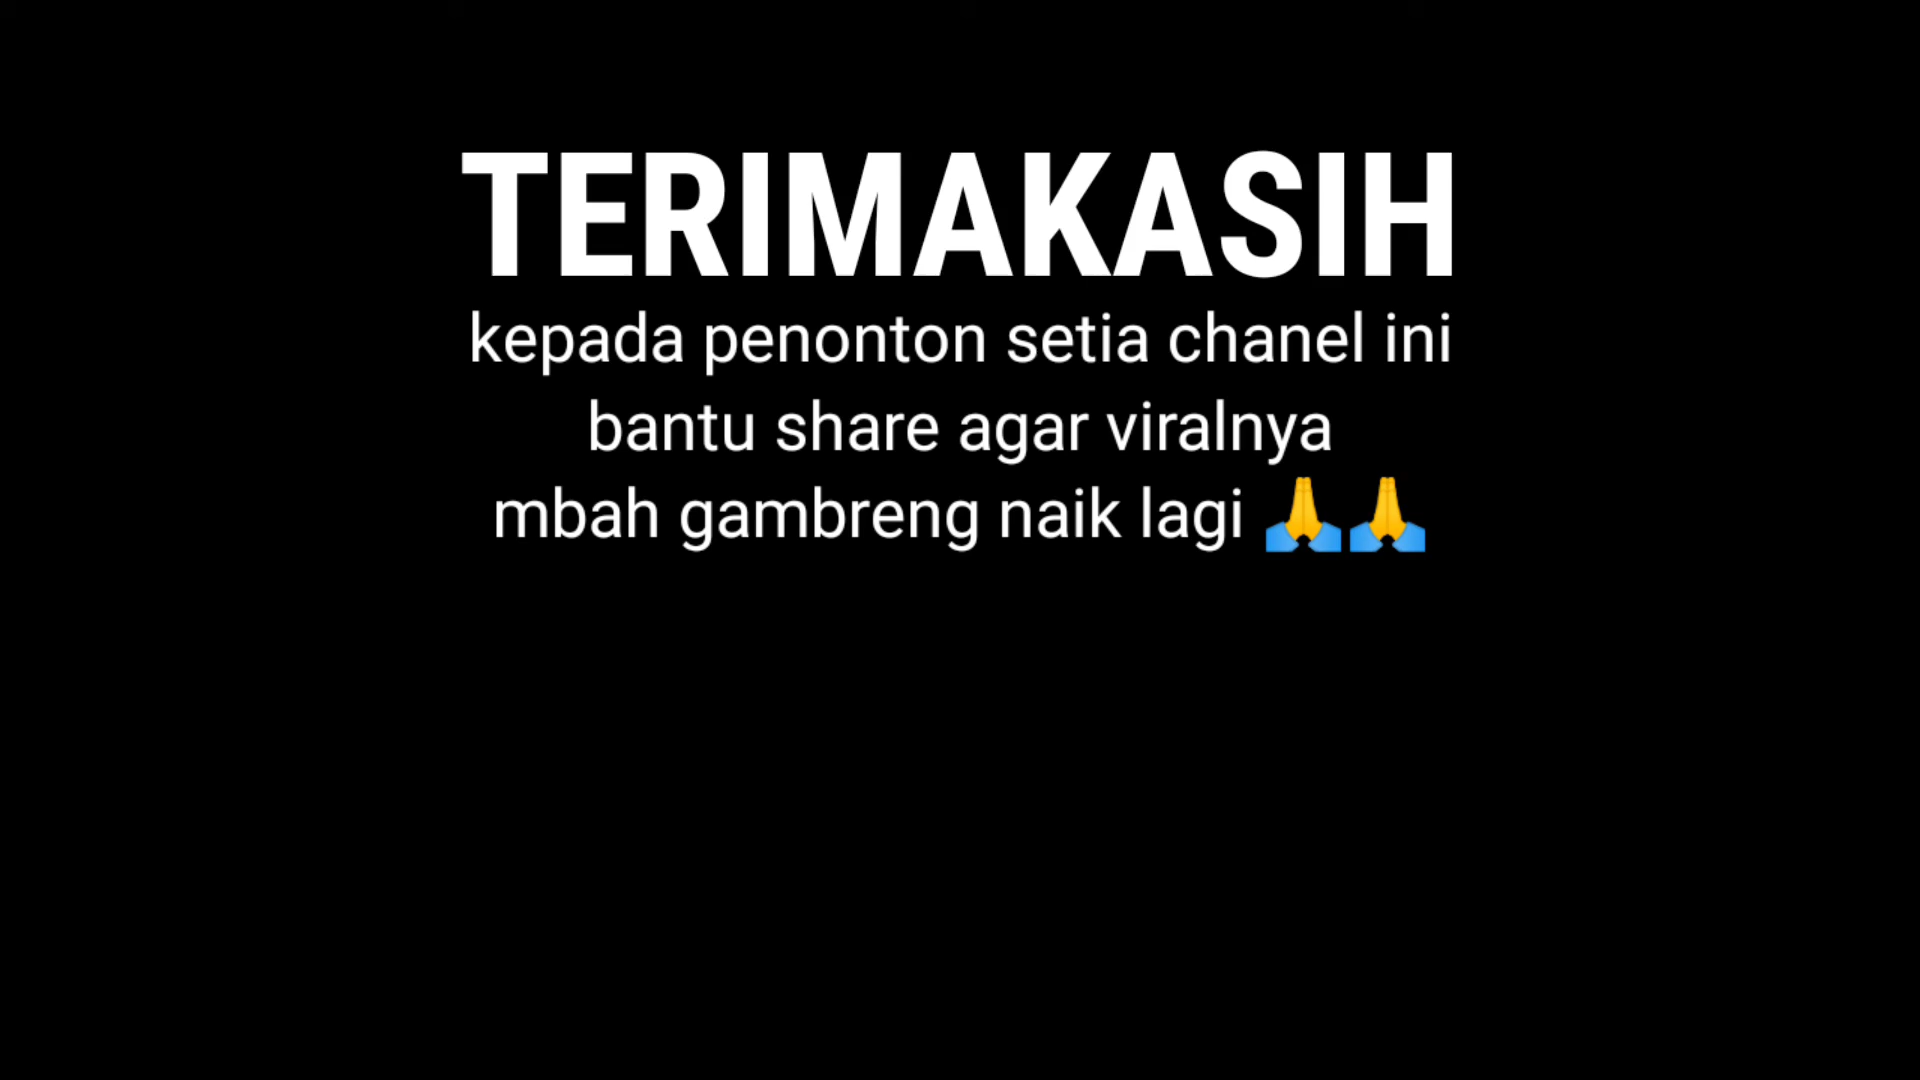 TERIMAKASIH
kepada penonton setia chanel ini
bantu share agar viralnya
mbah gambreng naik lagi 🙏🙏